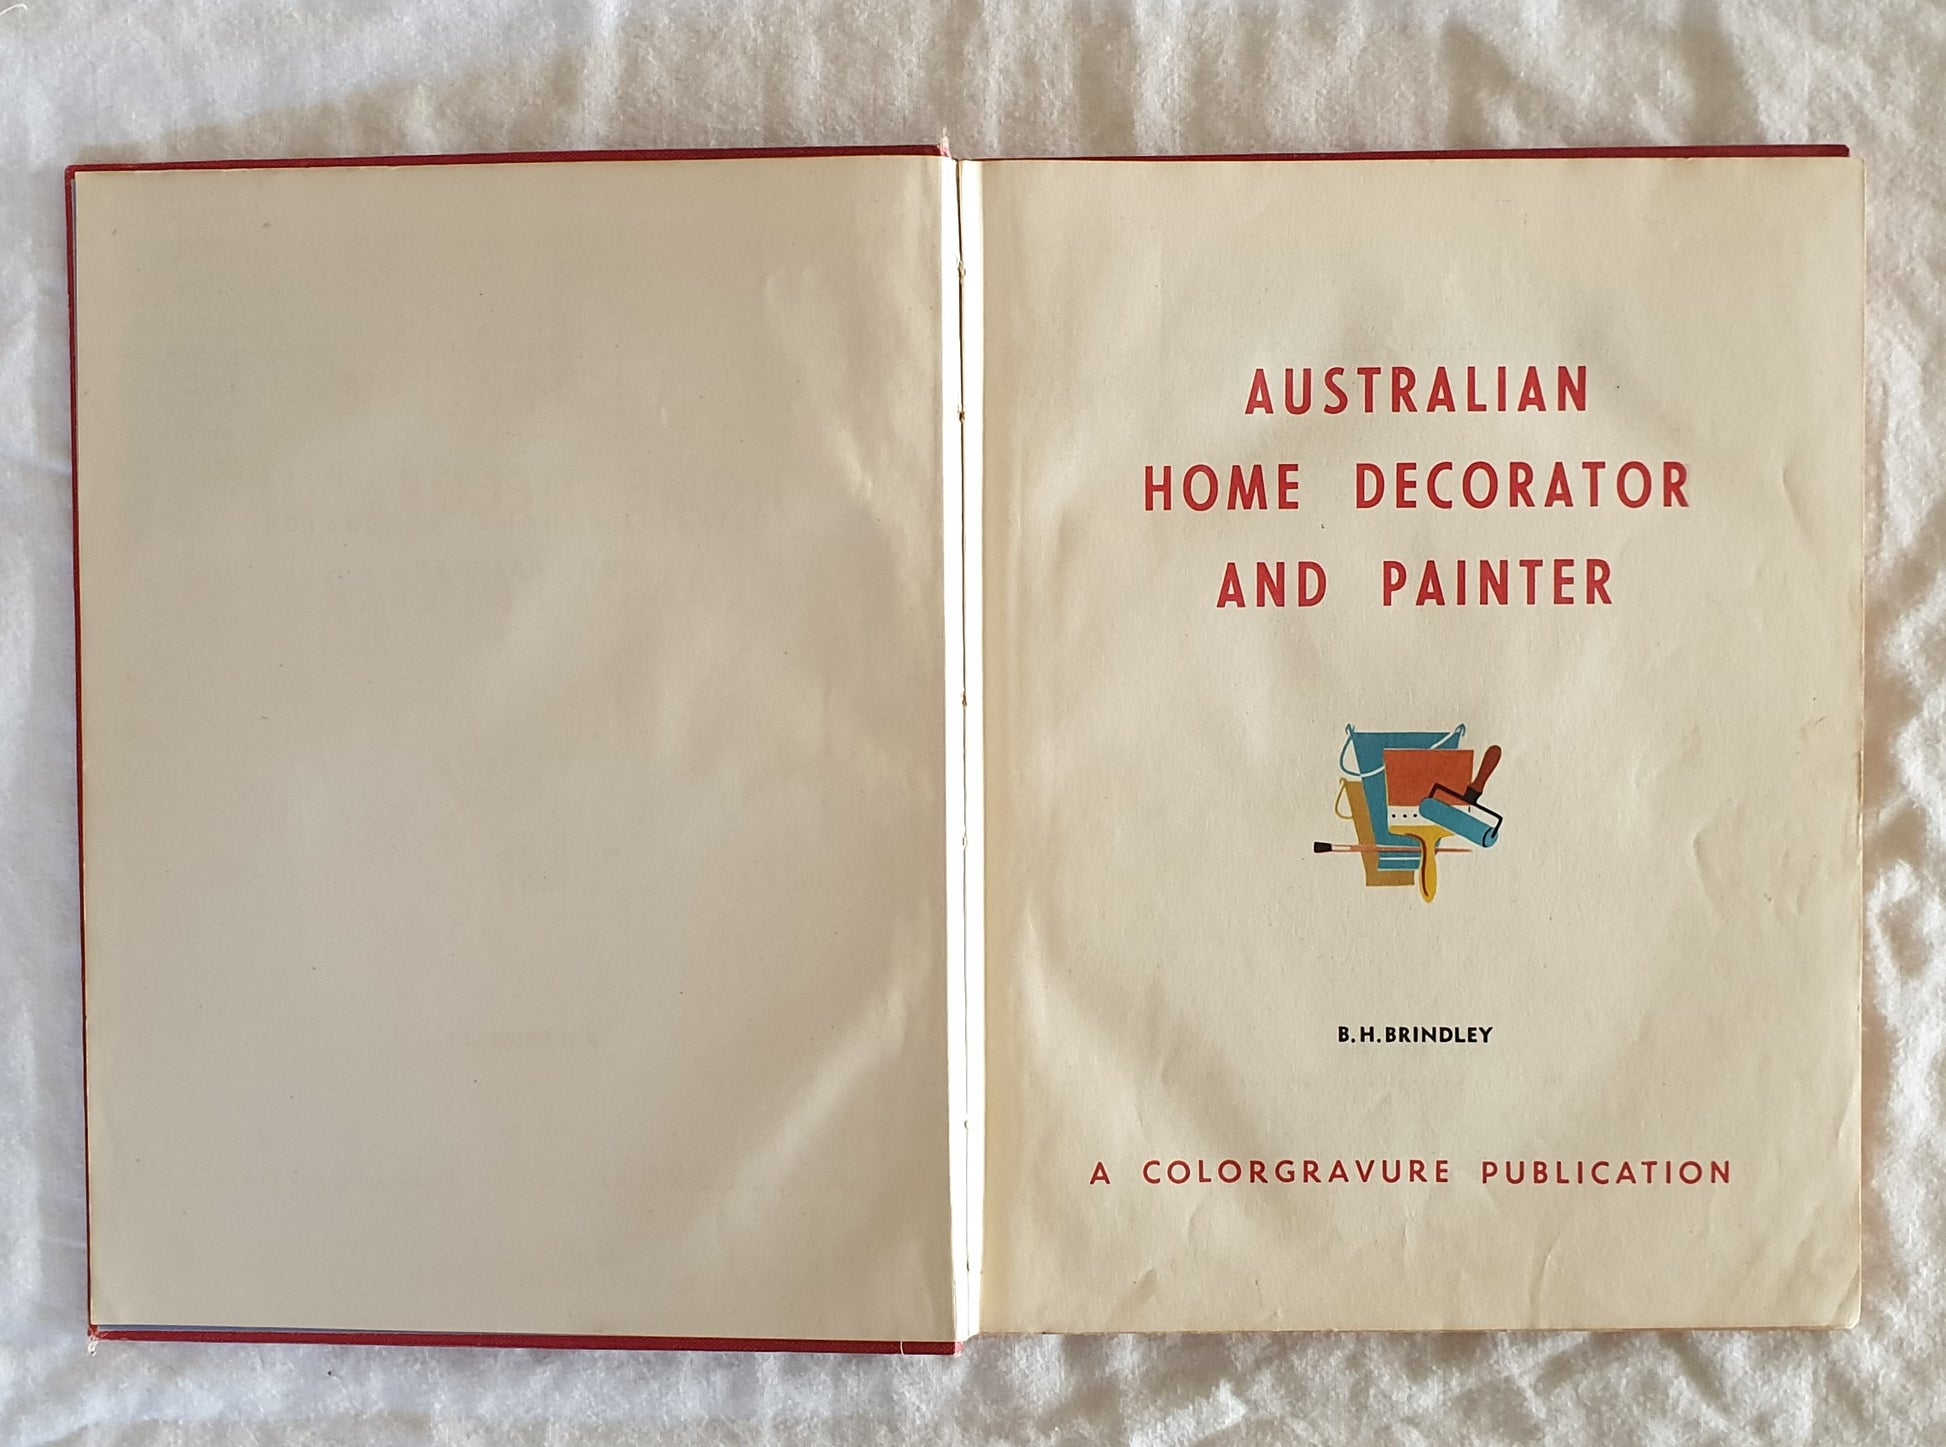 AUSTRALIAN
HOME DECORATOR
AND PAINTER
B.H.BRINDLEY
A COLORGRAVURE PUBLICATION